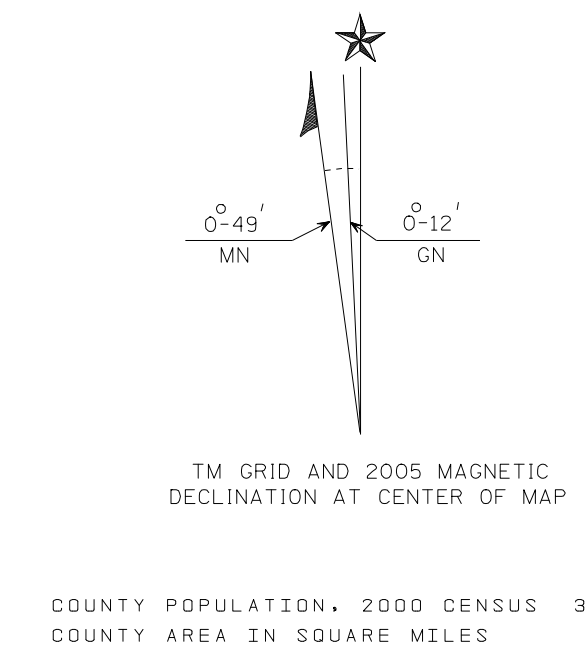 0°-49' 0°-12'
MN GN
TM GRID AND 2005 MAGNETIC
DECLINATION AT CENTER OF MAP
COUNTY POPULATION, 2000 CENSUS 3
COUNTY AREA IN SQUARE MILES